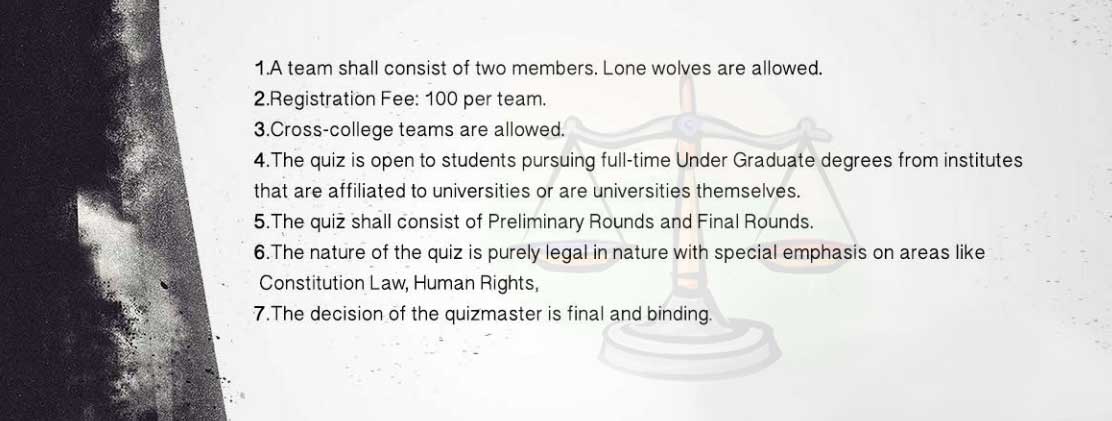 1.A team shall consist of two members. Lone wolves are allowed.
2.Registration Fee: 100 per team.
3.Cross-college teams are allowed.
4.The quiz is open to students pursuing full-time Under Graduate degrees from institutes
that are affiliated to universities or are universities themselves.
5.The quiz shall consist of Preliminary Rounds and Final Rounds.
6.The nature of the quiz is purely legal in nature with special emphasis on areas like
Constitution Law, Human Rights,
7.The decision of the quizmaster is final and binding.